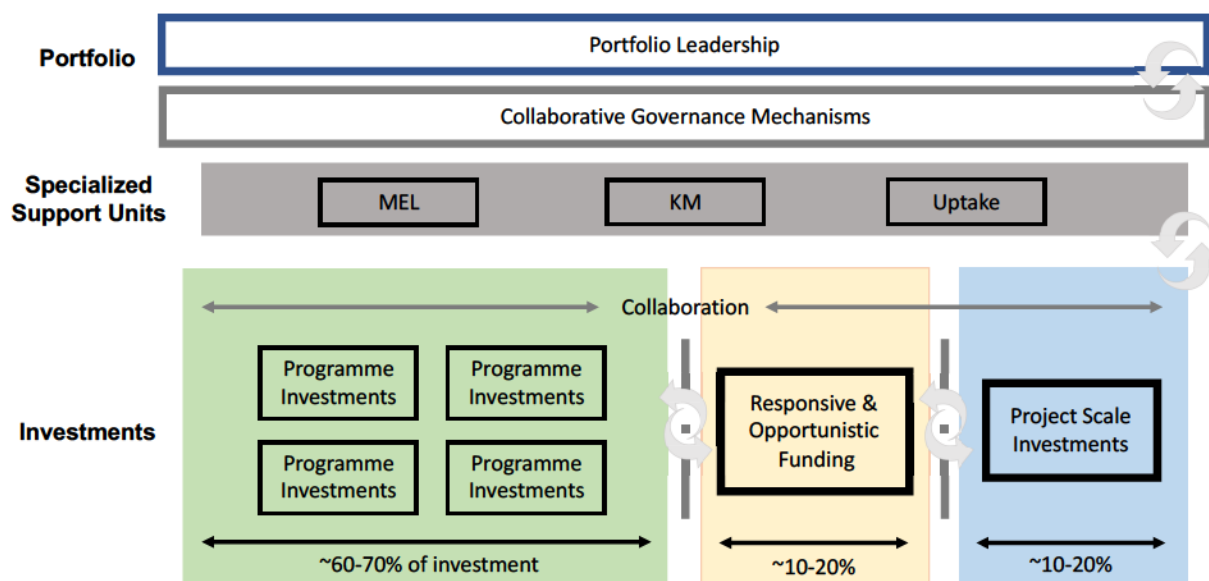 Portfolio
Portfolio Leadership
Collaborative Governance Mechanisms
Specialized
Support Units
MEL
KM
Uptake
Collaboration
Investments
Programme
Investments
Programme
Investments
Programme
Investments
Programme
Investments
Responsive &
Opportunistic
Funding
Project Scale
Investments
~60-70% of investment
~10-20%
~10-20%